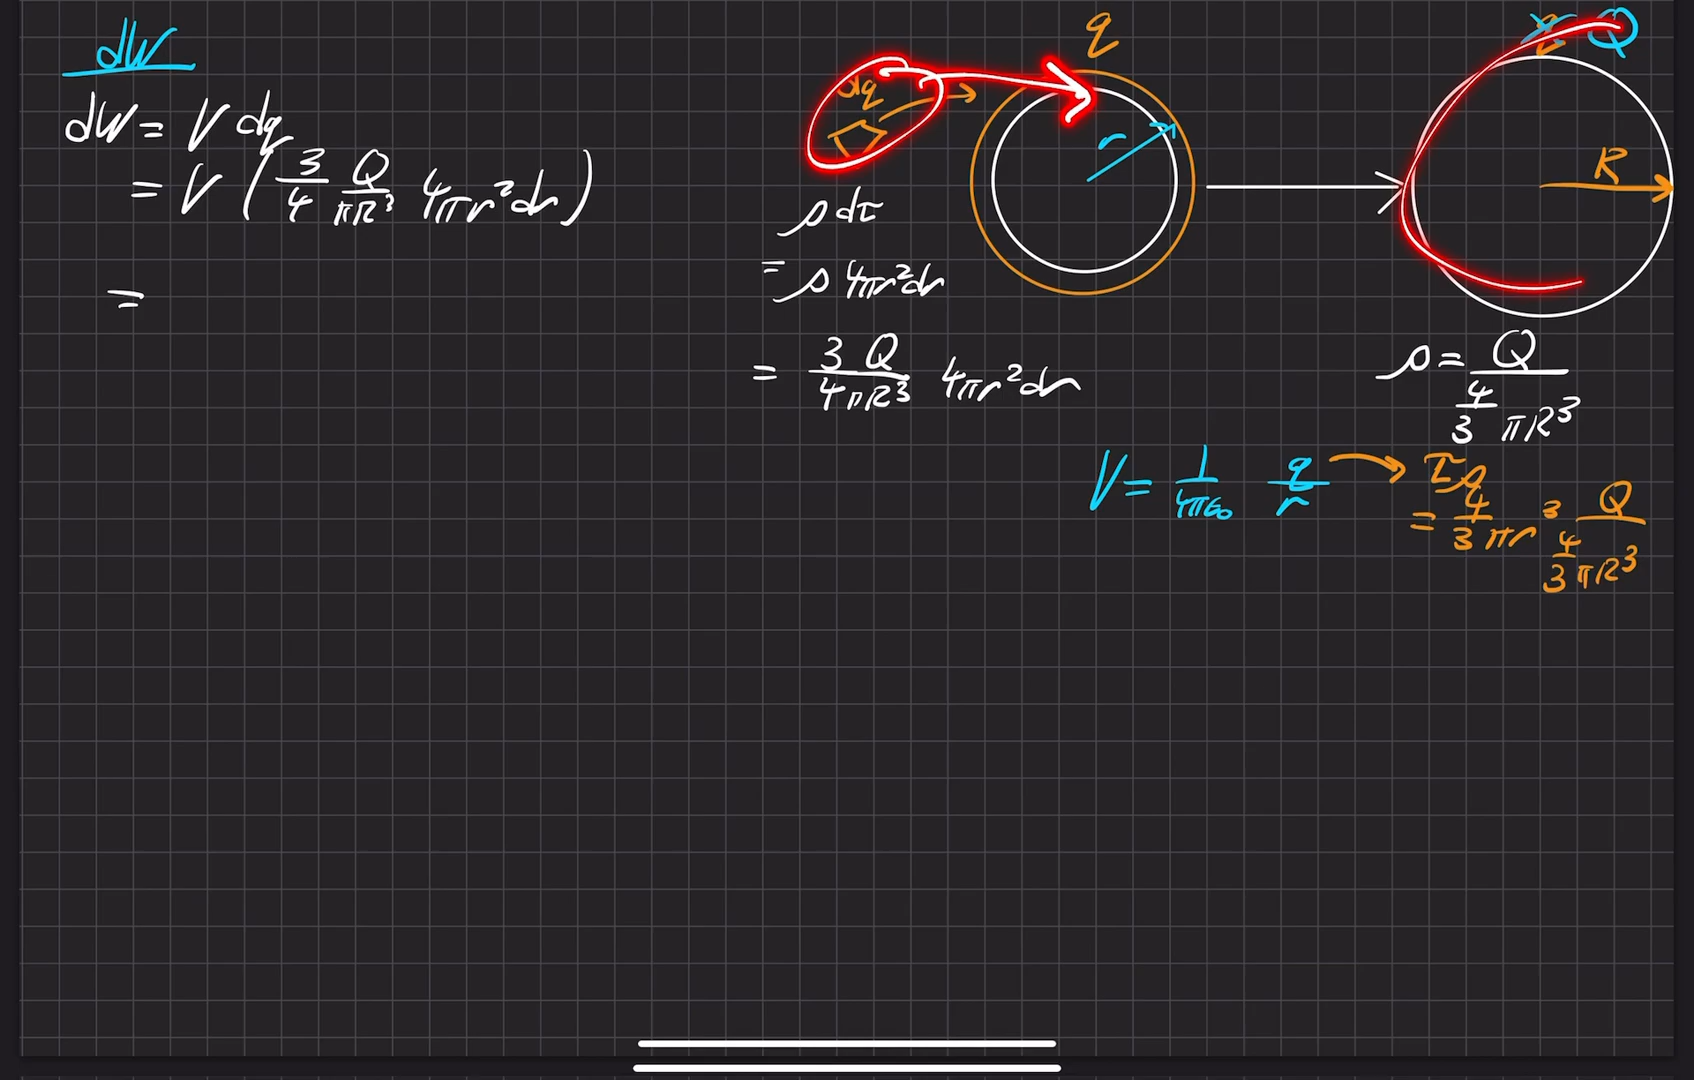 dW
dW = V dq
= V ( 3/4 Q/πR³ 4πr²dr )
=
dq
q
r
ρ dτ
= ρ 4πr²dr
= 3Q/4πR³ 4πr²dr
Q
R
ρ = Q / 4/3 πR³
V = 1/4πε₀ q/r → τρ
= 4/3 πr³ Q / 4/3 πR³